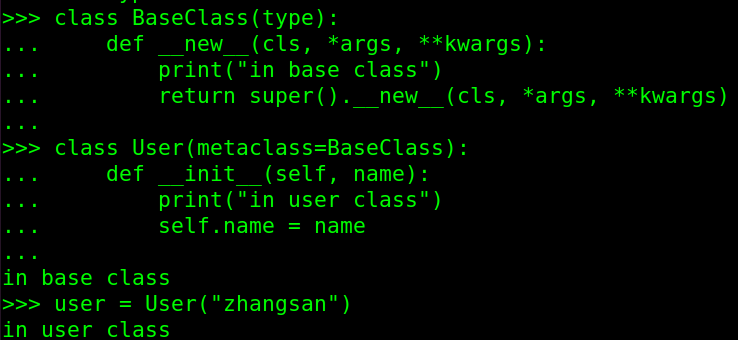 >>> class BaseClass(type):
...     def __new__(cls, *args, **kwargs):
...         print("in base class")
...         return super().__new__(cls, *args, **kwargs)
...
>>> class User(metaclass=BaseClass):
...     def __init__(self, name):
...         print("in user class")
...         self.name = name
...
in base class
>>> user = User("zhangsan")
in user class